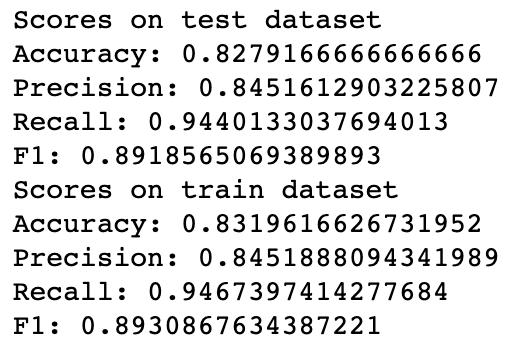 Scores on test dataset
Accuracy: 0.8279166666666666
Precision: 0.8451612903225807
Recall: 0.9440133037694013
F1: 0.8918565069389893
Scores on train dataset
Accuracy: 0.8319616626731952
Precision: 0.8451888094341989
Recall: 0.9467397414277684
F1: 0.8930867634387221